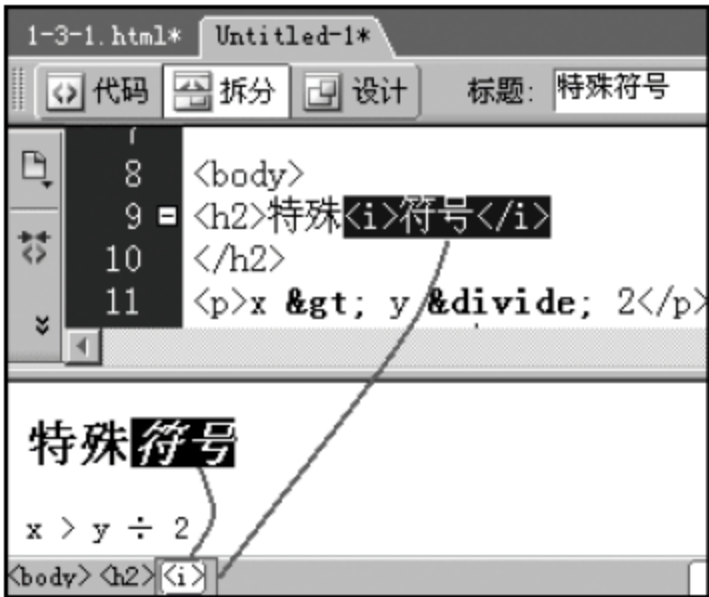 1-3-1.html* Untitled-1*
代码 拆分 设计 标题: 特殊符号
8 <body>
9 <h2>特殊<i>符号</i>
10 </h2>
11 <p>x &gt; y &divide; 2</p>
特殊符号
x > y ÷ 2
<body> <h2> <i>